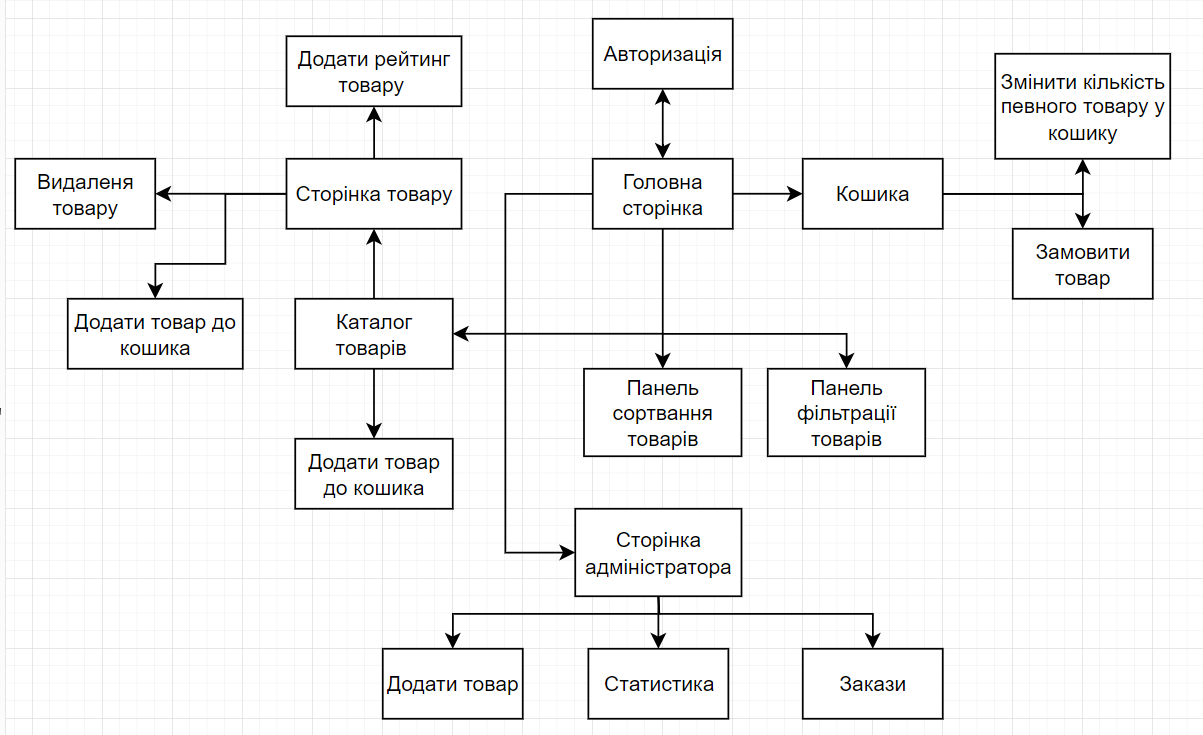 Авторизація
Додати рейтинг
товару
Змінити кількість
певного товару у
кошику
Видаленя
товару
Сторінка товару
Головна
сторінка
Кошика
Замовити
товар
Додати товар до
кошика
Каталог
товарів
Панель
сортвання
товарів
Панель
фільтрації
товарів
Додати товар
до кошика
Сторінка
адміністратора
Додати товар
Статистика
Закази